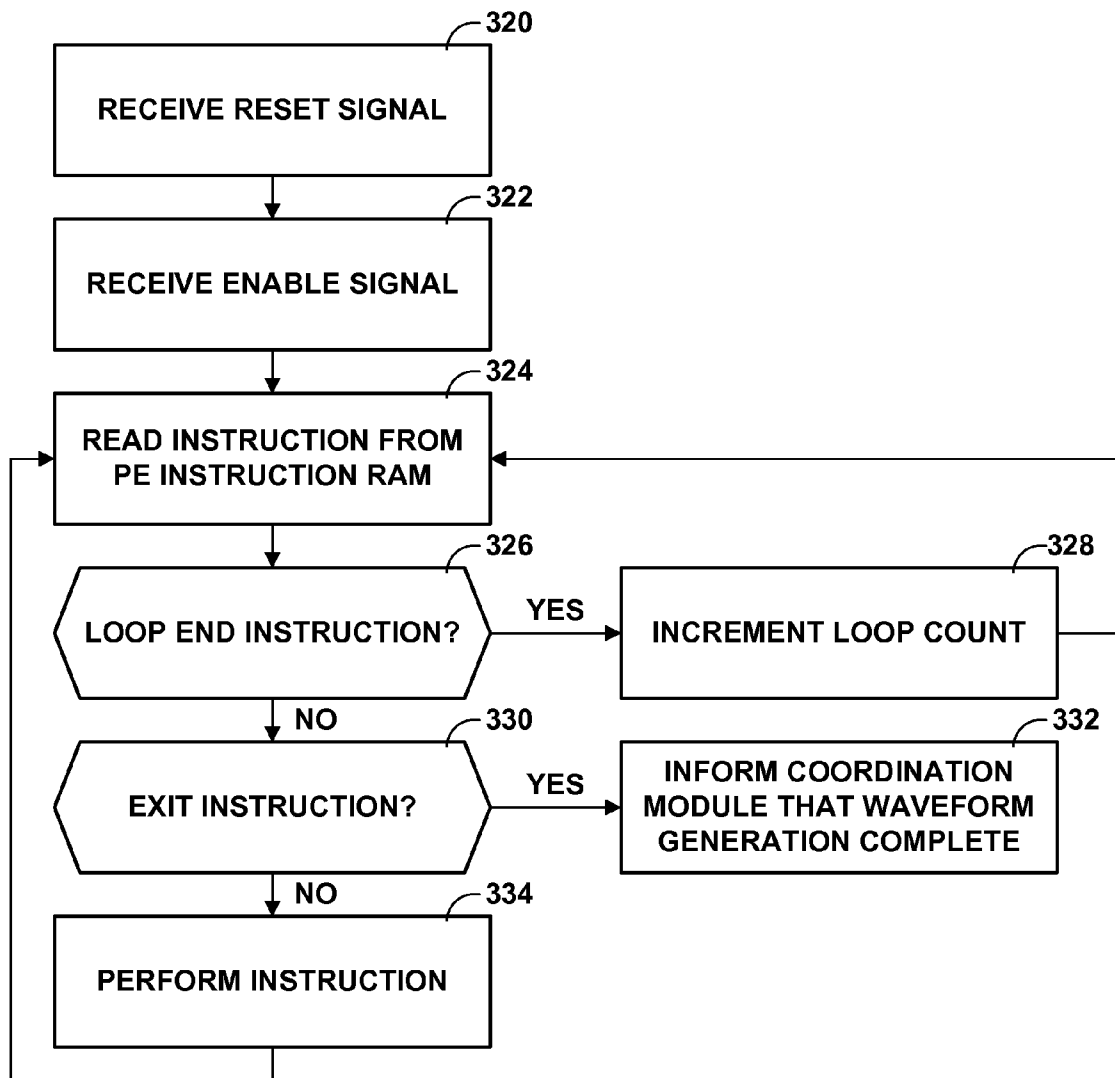 320
RECEIVE RESET SIGNAL
322
RECEIVE ENABLE SIGNAL
324
READ INSTRUCTION FROM
PE INSTRUCTION RAM
326
LOOP END INSTRUCTION?
YES
328
INCREMENT LOOP COUNT
NO
330
EXIT INSTRUCTION?
YES
332
INFORM COORDINATION
MODULE THAT WAVEFORM
GENERATION COMPLETE
NO
334
PERFORM INSTRUCTION